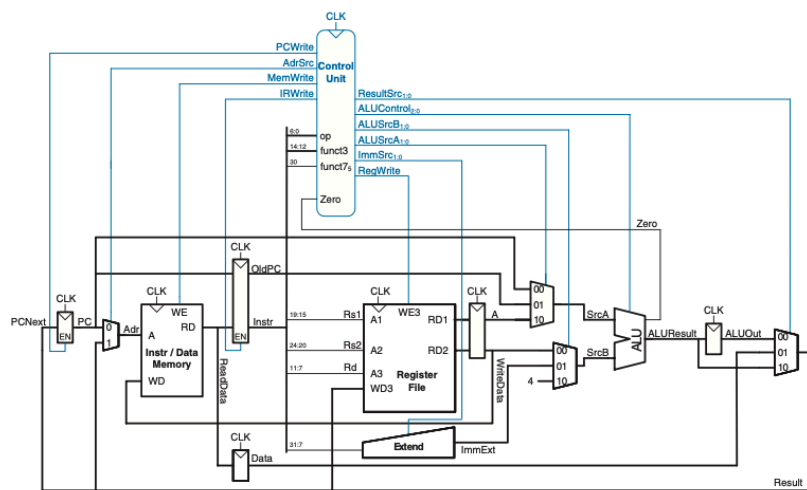 CLK
PCWrite
AdrSrc
MemWrite
IRWrite
Control
Unit
ResultSrc1:0
ALUControl2:0
ALUSrcB1:0
ALUSrcA1:0
ImmSrc1:0
RegWrite
6:0
op
14:12
funct3
30
funct75
Zero
Zero
CLK
OldPC
EN
CLK
PCNext
PC
EN
0
1
Adr
CLK
WE
A
RD
Instr / Data
Memory
WD
ReadData
Instr
19:15
Rs1
24:20
Rs2
11:7
Rd
31:7
CLK
WE3
A1
RD1
A2
RD2
A3
WD3
Register
File
CLK
A
WriteData
00
01
10
SrcA
00
01
10
4
SrcB
ALU
ALUResult
CLK
ALUOut
00
01
10
Extend
ImmExt
CLK
Data
Result